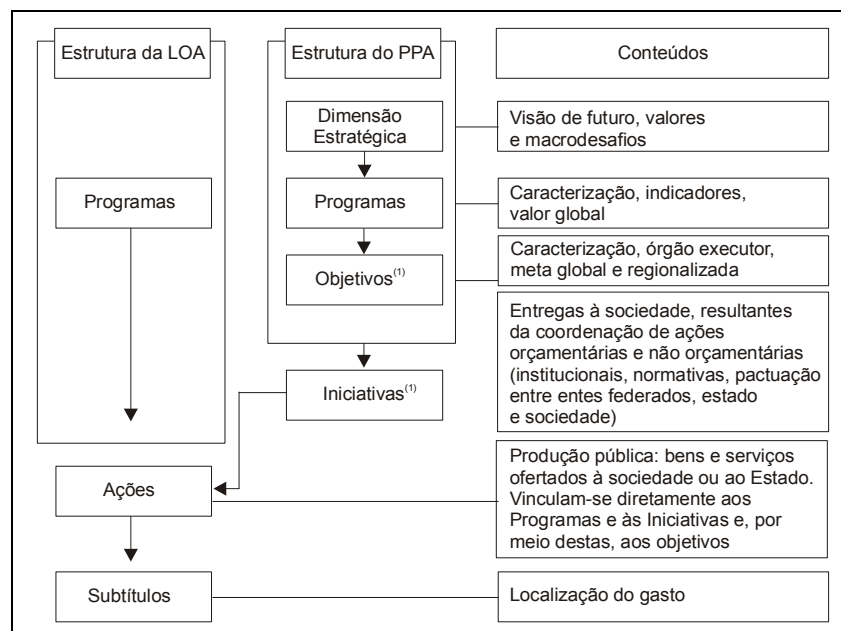 Estrutura da LOA
Estrutura do PPA
Conteúdos
Dimensão
Estratégica
Visão de futuro, valores
e macrodesafios
Programas
Programas
Caracterização, indicadores,
valor global
Objetivos(1)
Caracterização, órgão executor,
meta global e regionalizada
Iniciativas(1)
Entregas à sociedade, resultantes
da coordenação de ações
orçamentárias e não orçamentárias
(institucionais, normativas, pactuação
entre entes federados, estado
e sociedade)
Ações
Produção pública: bens e serviços
ofertados à sociedade ou ao Estado.
Vinculam-se diretamente aos
Programas e às Iniciativas e, por
meio destas, aos objetivos
Subtítulos
Localização do gasto